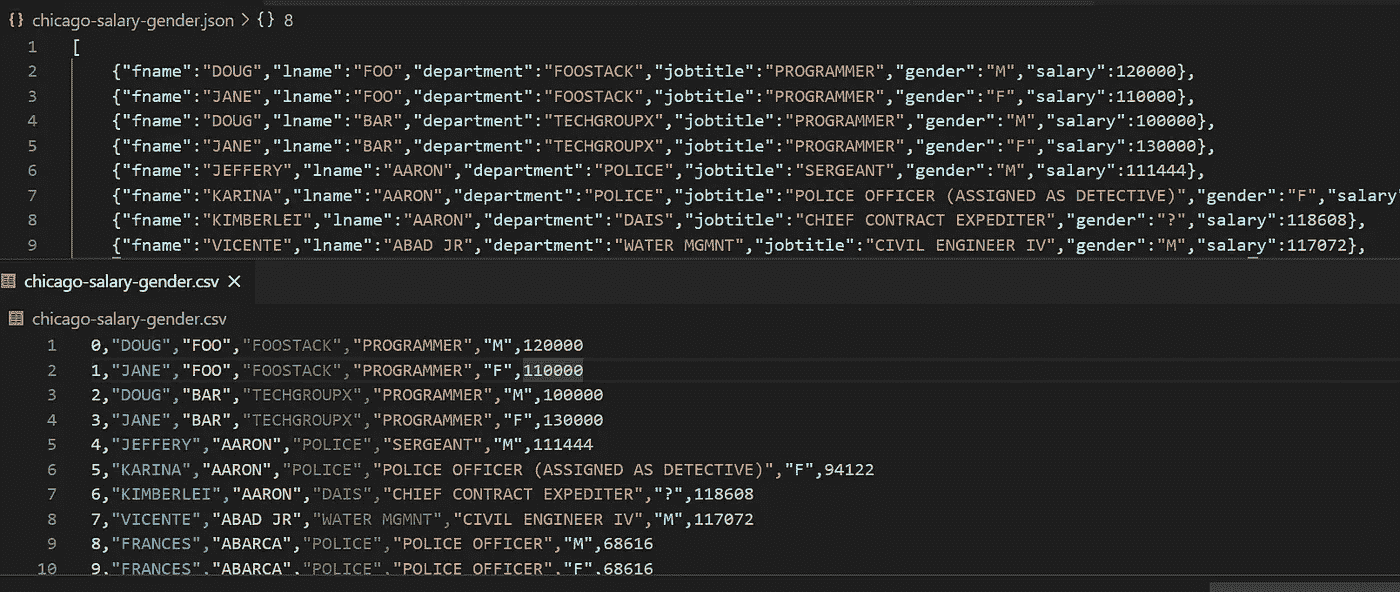 {} chicago-salary-gender.json > {} 8
1 [
2 {"fname":"DOUG","lname":"FOO","department":"FOOSTACK","jobtitle":"PROGRAMMER","gender":"M","salary":120000},
3 {"fname":"JANE","lname":"FOO","department":"FOOSTACK","jobtitle":"PROGRAMMER","gender":"F","salary":110000},
4 {"fname":"DOUG","lname":"BAR","department":"TECHGROUPX","jobtitle":"PROGRAMMER","gender":"M","salary":100000},
5 {"fname":"JANE","lname":"BAR","department":"TECHGROUPX","jobtitle":"PROGRAMMER","gender":"F","salary":130000},
6 {"fname":"JEFFERY","lname":"AARON","department":"POLICE","jobtitle":"SERGEANT","gender":"M","salary":111444},
7 {"fname":"KARINA","lname":"AARON","department":"POLICE","jobtitle":"POLICE OFFICER (ASSIGNED AS DETECTIVE)","gender":"F","salary
8 {"fname":"KIMBERLEI","lname":"AARON","department":"DAIS","jobtitle":"CHIEF CONTRACT EXPEDITER","gender":"?","salary":118608},
9 {"fname":"VICENTE","lname":"ABAD JR","department":"WATER MGMNT","jobtitle":"CIVIL ENGINEER IV","gender":"M","salary":117072},
chicago-salary-gender.csv ×
chicago-salary-gender.csv
1 0,"DOUG","FOO","FOOSTACK","PROGRAMMER","M",120000
2 1,"JANE","FOO","FOOSTACK","PROGRAMMER","F",110000
3 2,"DOUG","BAR","TECHGROUPX","PROGRAMMER","M",100000
4 3,"JANE","BAR","TECHGROUPX","PROGRAMMER","F",130000
5 4,"JEFFERY","AARON","POLICE","SERGEANT","M",111444
6 5,"KARINA","AARON","POLICE","POLICE OFFICER (ASSIGNED AS DETECTIVE)","F",94122
7 6,"KIMBERLEI","AARON","DAIS","CHIEF CONTRACT EXPEDITER","?",118608
8 7,"VICENTE","ABAD JR","WATER MGMNT","CIVIL ENGINEER IV","M",117072
9 8,"FRANCES","ABARCA","POLICE","POLICE OFFICER","M",68616
10 9,"FRANCES","ABARCA","POLICE","POLICE OFFICER","F",68616